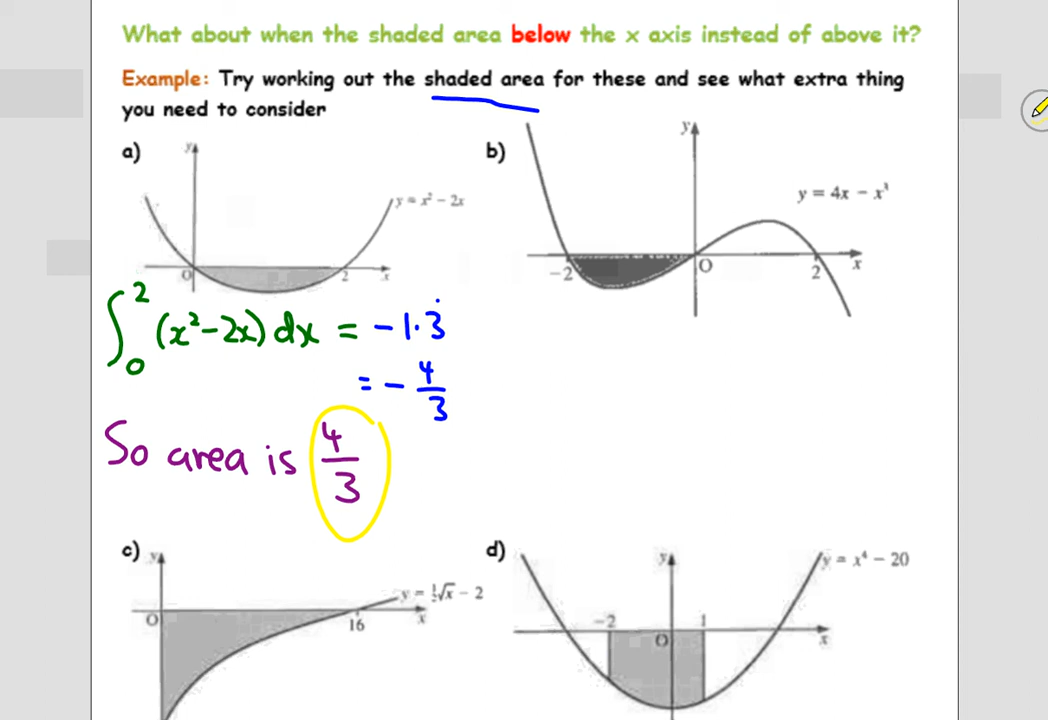 What about when the shaded area below the x axis instead of above it?
Example: Try working out the shaded area for these and see what extra thing
you need to consider
a)
y
y = x² – 2x
O
2
x
∫₀² (x²–2x) dx = –1.3̇
= – 4/3
So area is 4/3
b)
y
y = 4x – x³
–2
O
2
x
c)
y
y = ½√x – 2
O
16
x
d)
y
y = x⁴ – 20
–2
1
O
x